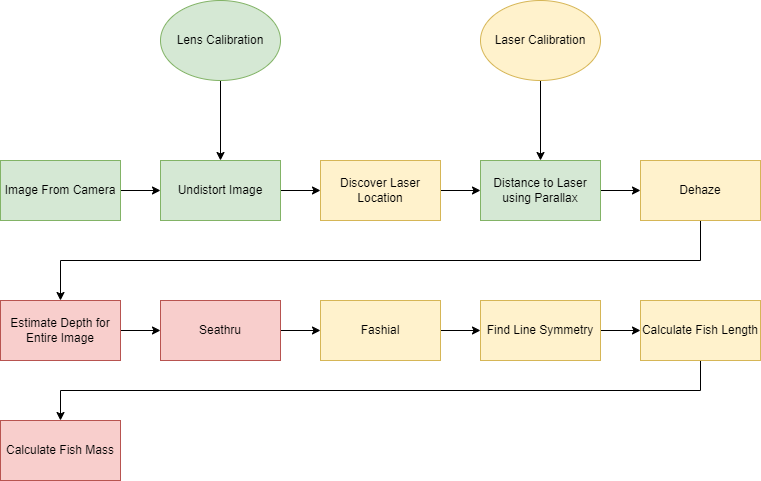 Lens Calibration
Laser Calibration
Image From Camera
Undistort Image
Discover Laser
Location
Distance to Laser
using Parallax
Dehaze
Estimate Depth for
Entire Image
Seathru
Fashial
Find Line Symmetry
Calculate Fish Length
Calculate Fish Mass